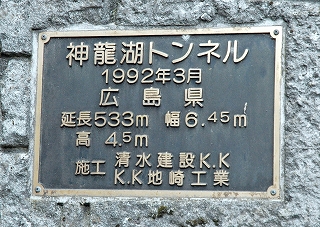 神龍湖トンネル
1992年3月
広島県
延長533m 幅6.45m
高 4.5m
施工 清水建設K.K
K.K地崎工業